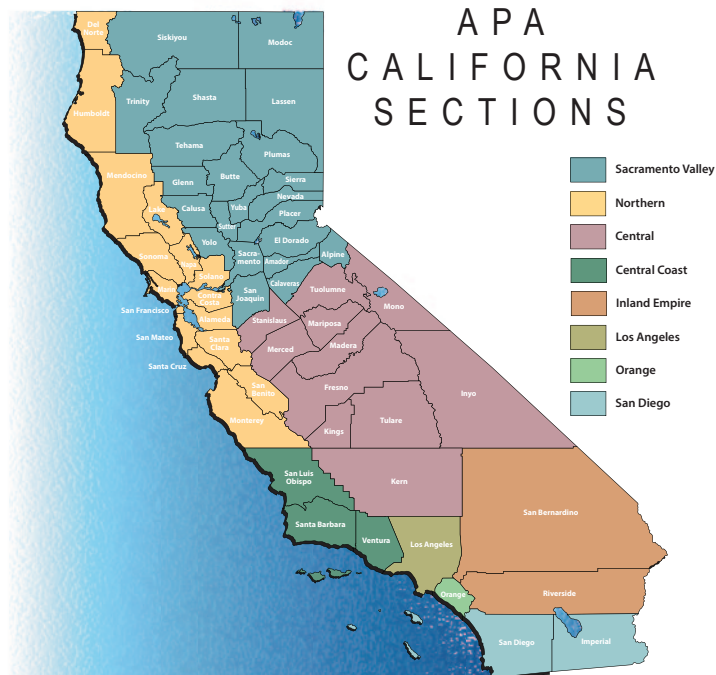 APA
CALIFORNIA
SECTIONS
Del
Norte
Siskiyou
Modoc
Humboldt
Trinity
Shasta
Lassen
Tehama
Plumas
Mendocino
Glenn
Butte
Sierra
Nevada
Lake
Calusa
Yuba
Placer
Sutter
Sonoma
Napa
Yolo
El Dorado
Sacra-
mento
Amador
Alpine
Marin
Solano
Calaveras
San
Joaquin
Tuolumne
Mono
San Francisco
Contra
Costa
Alameda
Stanislaus
Mariposa
San Mateo
Santa
Clara
Merced
Madera
Santa Cruz
San
Benito
Fresno
Inyo
Monterey
Kings
Tulare
San Luis
Obispo
Kern
Santa Barbara
Ventura
Los Angeles
San Bernardino
Orange
Riverside
San Diego
Imperial
Sacramento Valley
Northern
Central
Central Coast
Inland Empire
Los Angeles
Orange
San Diego